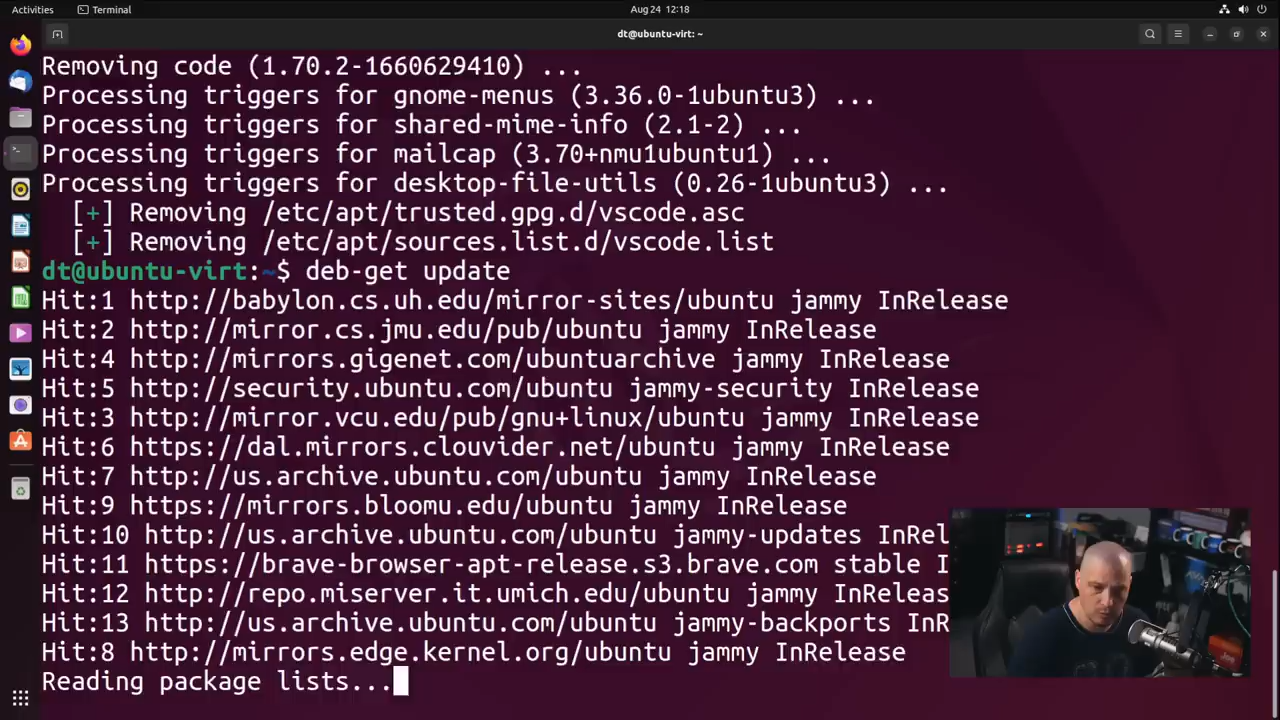 Activities
Terminal
Aug 24 12:18
dt@ubuntu-virt: ~
Removing code (1.70.2-1660629410) ...
Processing triggers for gnome-menus (3.36.0-1ubuntu3) ...
Processing triggers for shared-mime-info (2.1-2) ...
Processing triggers for mailcap (3.70+nmu1ubuntu1) ...
Processing triggers for desktop-file-utils (0.26-1ubuntu3) ...
[+] Removing /etc/apt/trusted.gpg.d/vscode.asc
[+] Removing /etc/apt/sources.list.d/vscode.list
dt@ubuntu-virt:~$ deb-get update
Hit:1 http://babylon.cs.uh.edu/mirror-sites/ubuntu jammy InRelease
Hit:2 http://mirror.cs.jmu.edu/pub/ubuntu jammy InRelease
Hit:4 http://mirrors.gigenet.com/ubuntuarchive jammy InRelease
Hit:5 http://security.ubuntu.com/ubuntu jammy-security InRelease
Hit:3 http://mirror.vcu.edu/pub/gnu+linux/ubuntu jammy InRelease
Hit:6 https://dal.mirrors.clouvider.net/ubuntu jammy InRelease
Hit:7 http://us.archive.ubuntu.com/ubuntu jammy InRelease
Hit:9 https://mirrors.bloomu.edu/ubuntu jammy InRelease
Hit:10 http://us.archive.ubuntu.com/ubuntu jammy-updates InRel
Hit:11 https://brave-browser-apt-release.s3.brave.com stable I
Hit:12 http://repo.miserver.it.umich.edu/ubuntu jammy InReleas
Hit:13 http://us.archive.ubuntu.com/ubuntu jammy-backports InR
Hit:8 http://mirrors.edge.kernel.org/ubuntu jammy InRelease
Reading package lists...